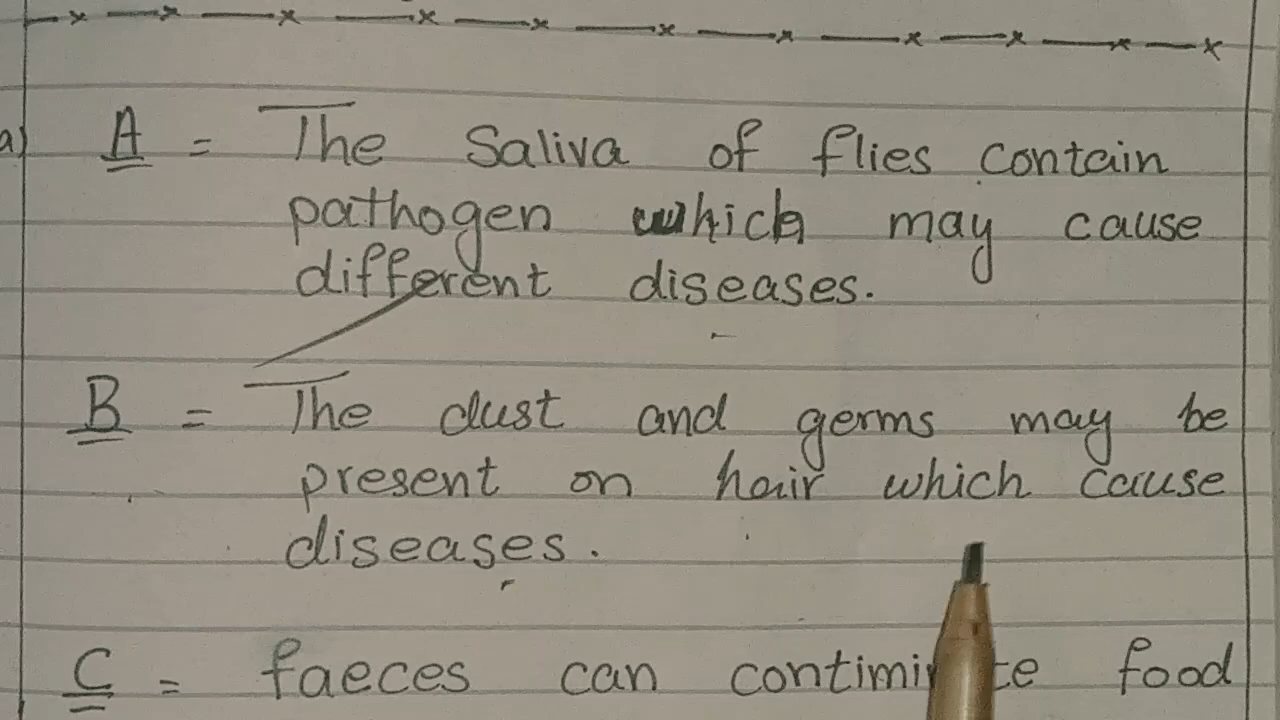 a) A = The Saliva of flies contain
pathogen which may cause
different diseases.
B = The dust and germs may be
present on hair which cause
diseases.
C = faeces can food